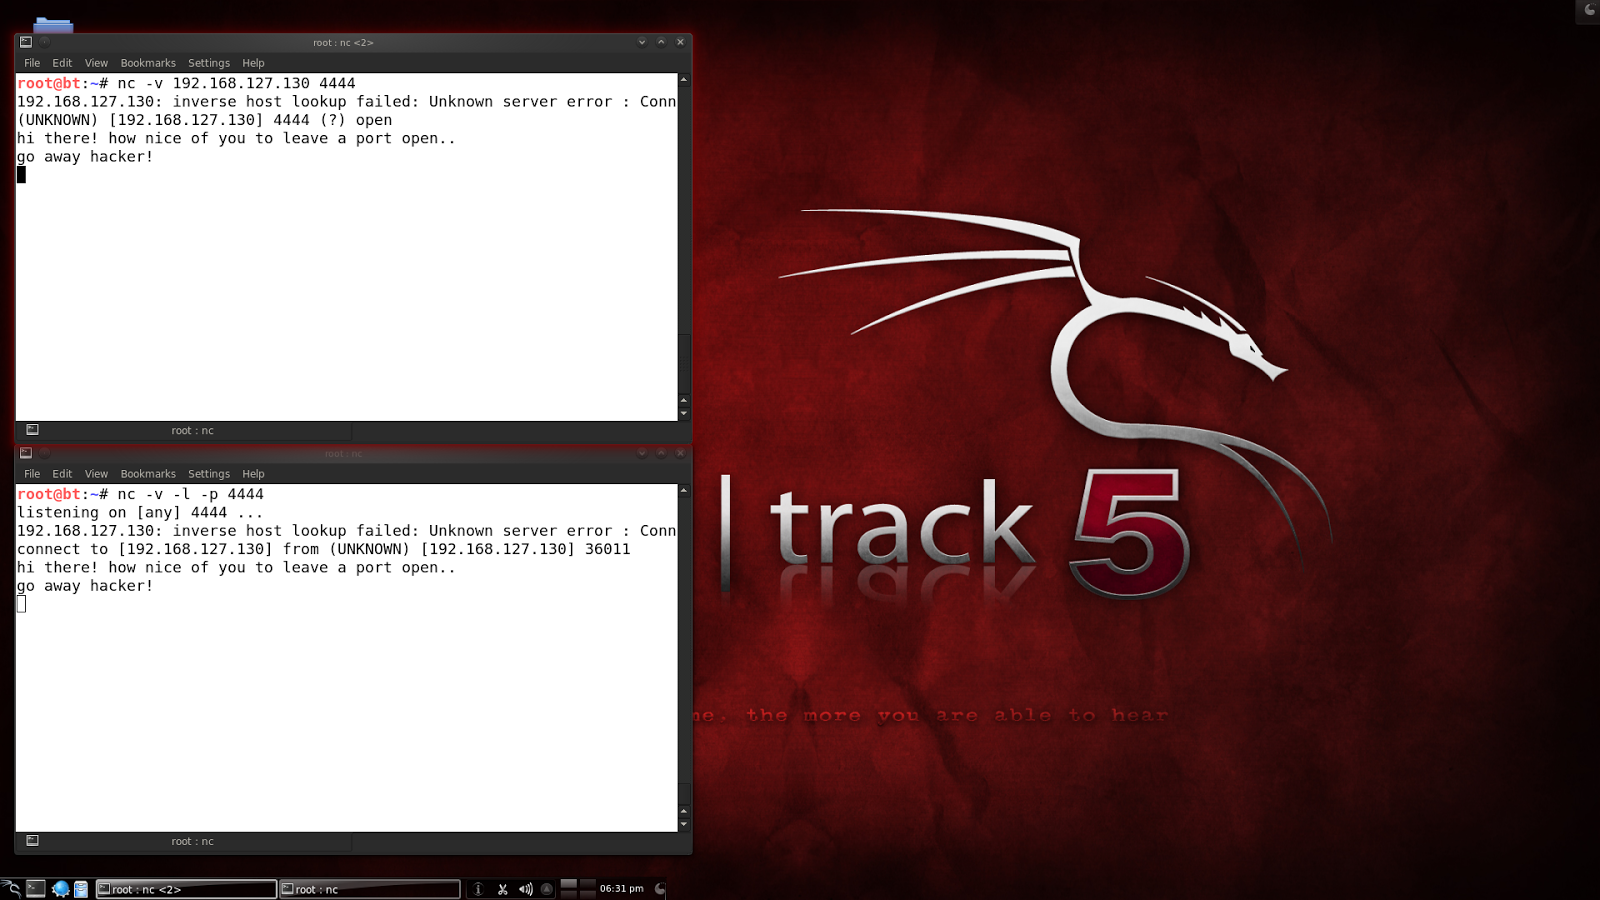 root : nc <2>
File Edit View Bookmarks Settings Help
root@bt:~# nc -v 192.168.127.130 4444
192.168.127.130: inverse host lookup failed: Unknown server error : Conn
(UNKNOWN) [192.168.127.130] 4444 (?) open
hi there! how nice of you to leave a port open..
go away hacker!
root : nc
root : nc
File Edit View Bookmarks Settings Help
root@bt:~# nc -v -l -p 4444
listening on [any] 4444 ...
192.168.127.130: inverse host lookup failed: Unknown server error : Conn
connect to [192.168.127.130] from (UNKNOWN) [192.168.127.130] 36011
hi there! how nice of you to leave a port open..
go away hacker!
root : nc
| track 5
the more you are able to hear
root : nc <2>
root : nc
06:31 pm